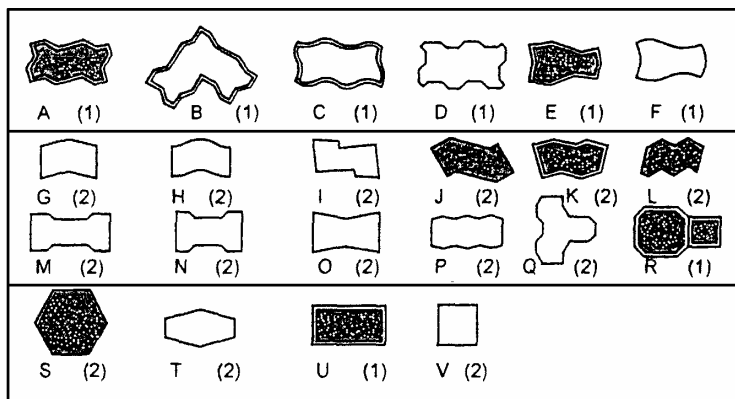 A (1) B (1) C (1) D (1) E (1) F (1)
G (2) H (2) I (2) J (2) K (2) L (2)
M (2) N (2) O (2) P (2) Q (2) R (1)
S (2) T (2) U (1) V (2)